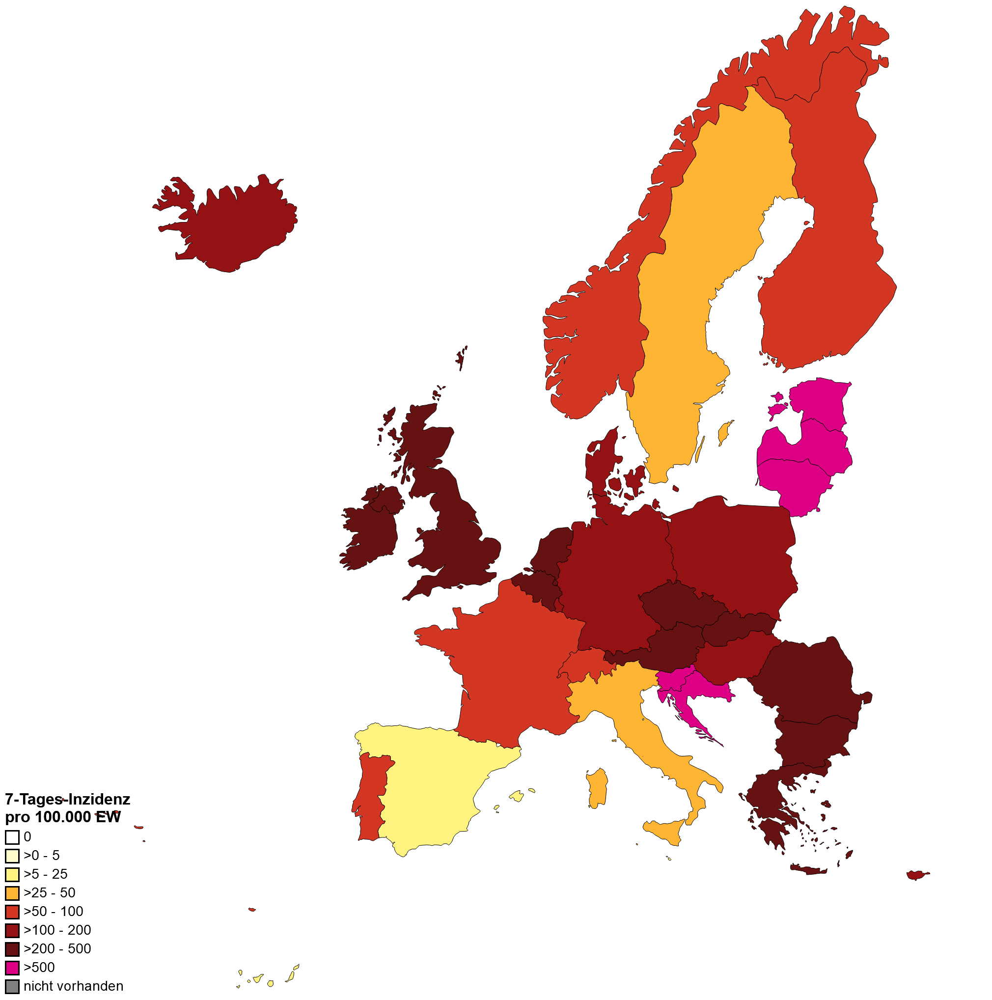 7-Tages-Inzidenz
pro 100.000 EW
0
>0 - 5
>5 - 25
>25 - 50
>50 - 100
>100 - 200
>200 - 500
>500
nicht vorhanden